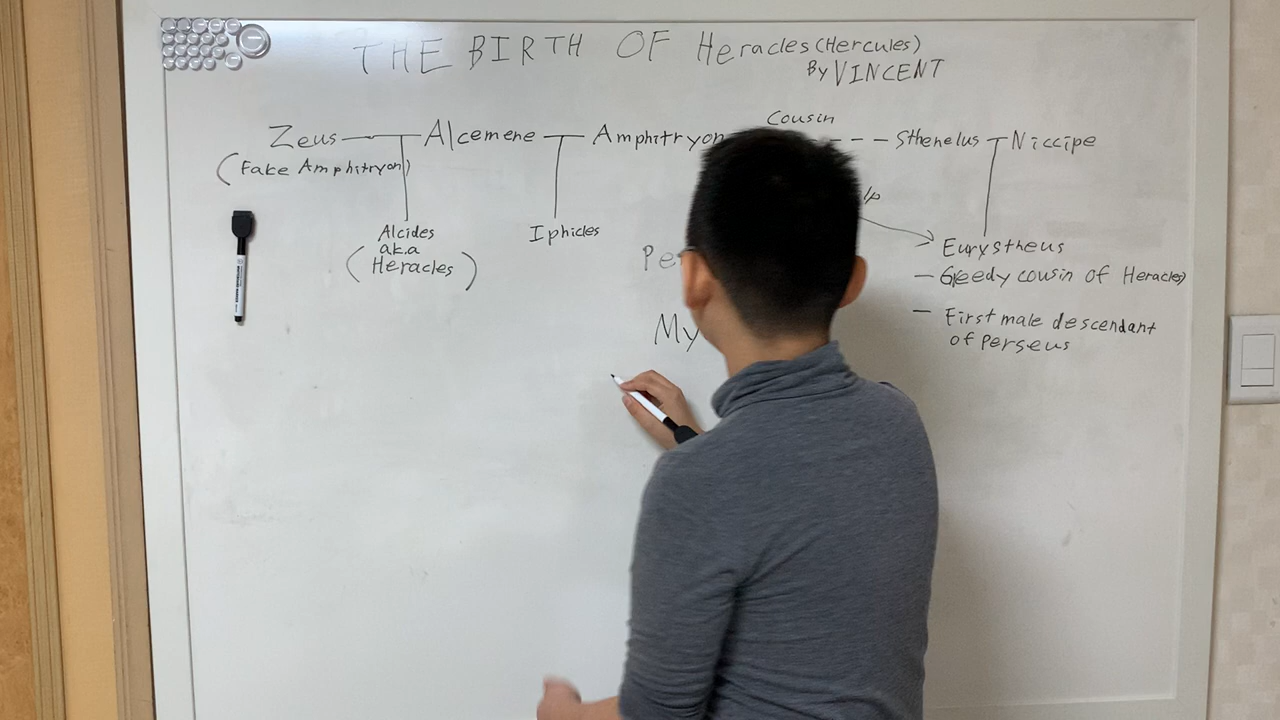 THE BIRTH OF Heracles (Hercules)
By VINCENT
Cousin
Zeus Alcemene Amphitryon Sthenelus Niccipe
(Fake Amphitryon)
Alcides
a.k.a
(Heracles)
Iphicles
Eurystheus
- Greedy cousin of Heracles)
- First male descendant
of Perseus
My